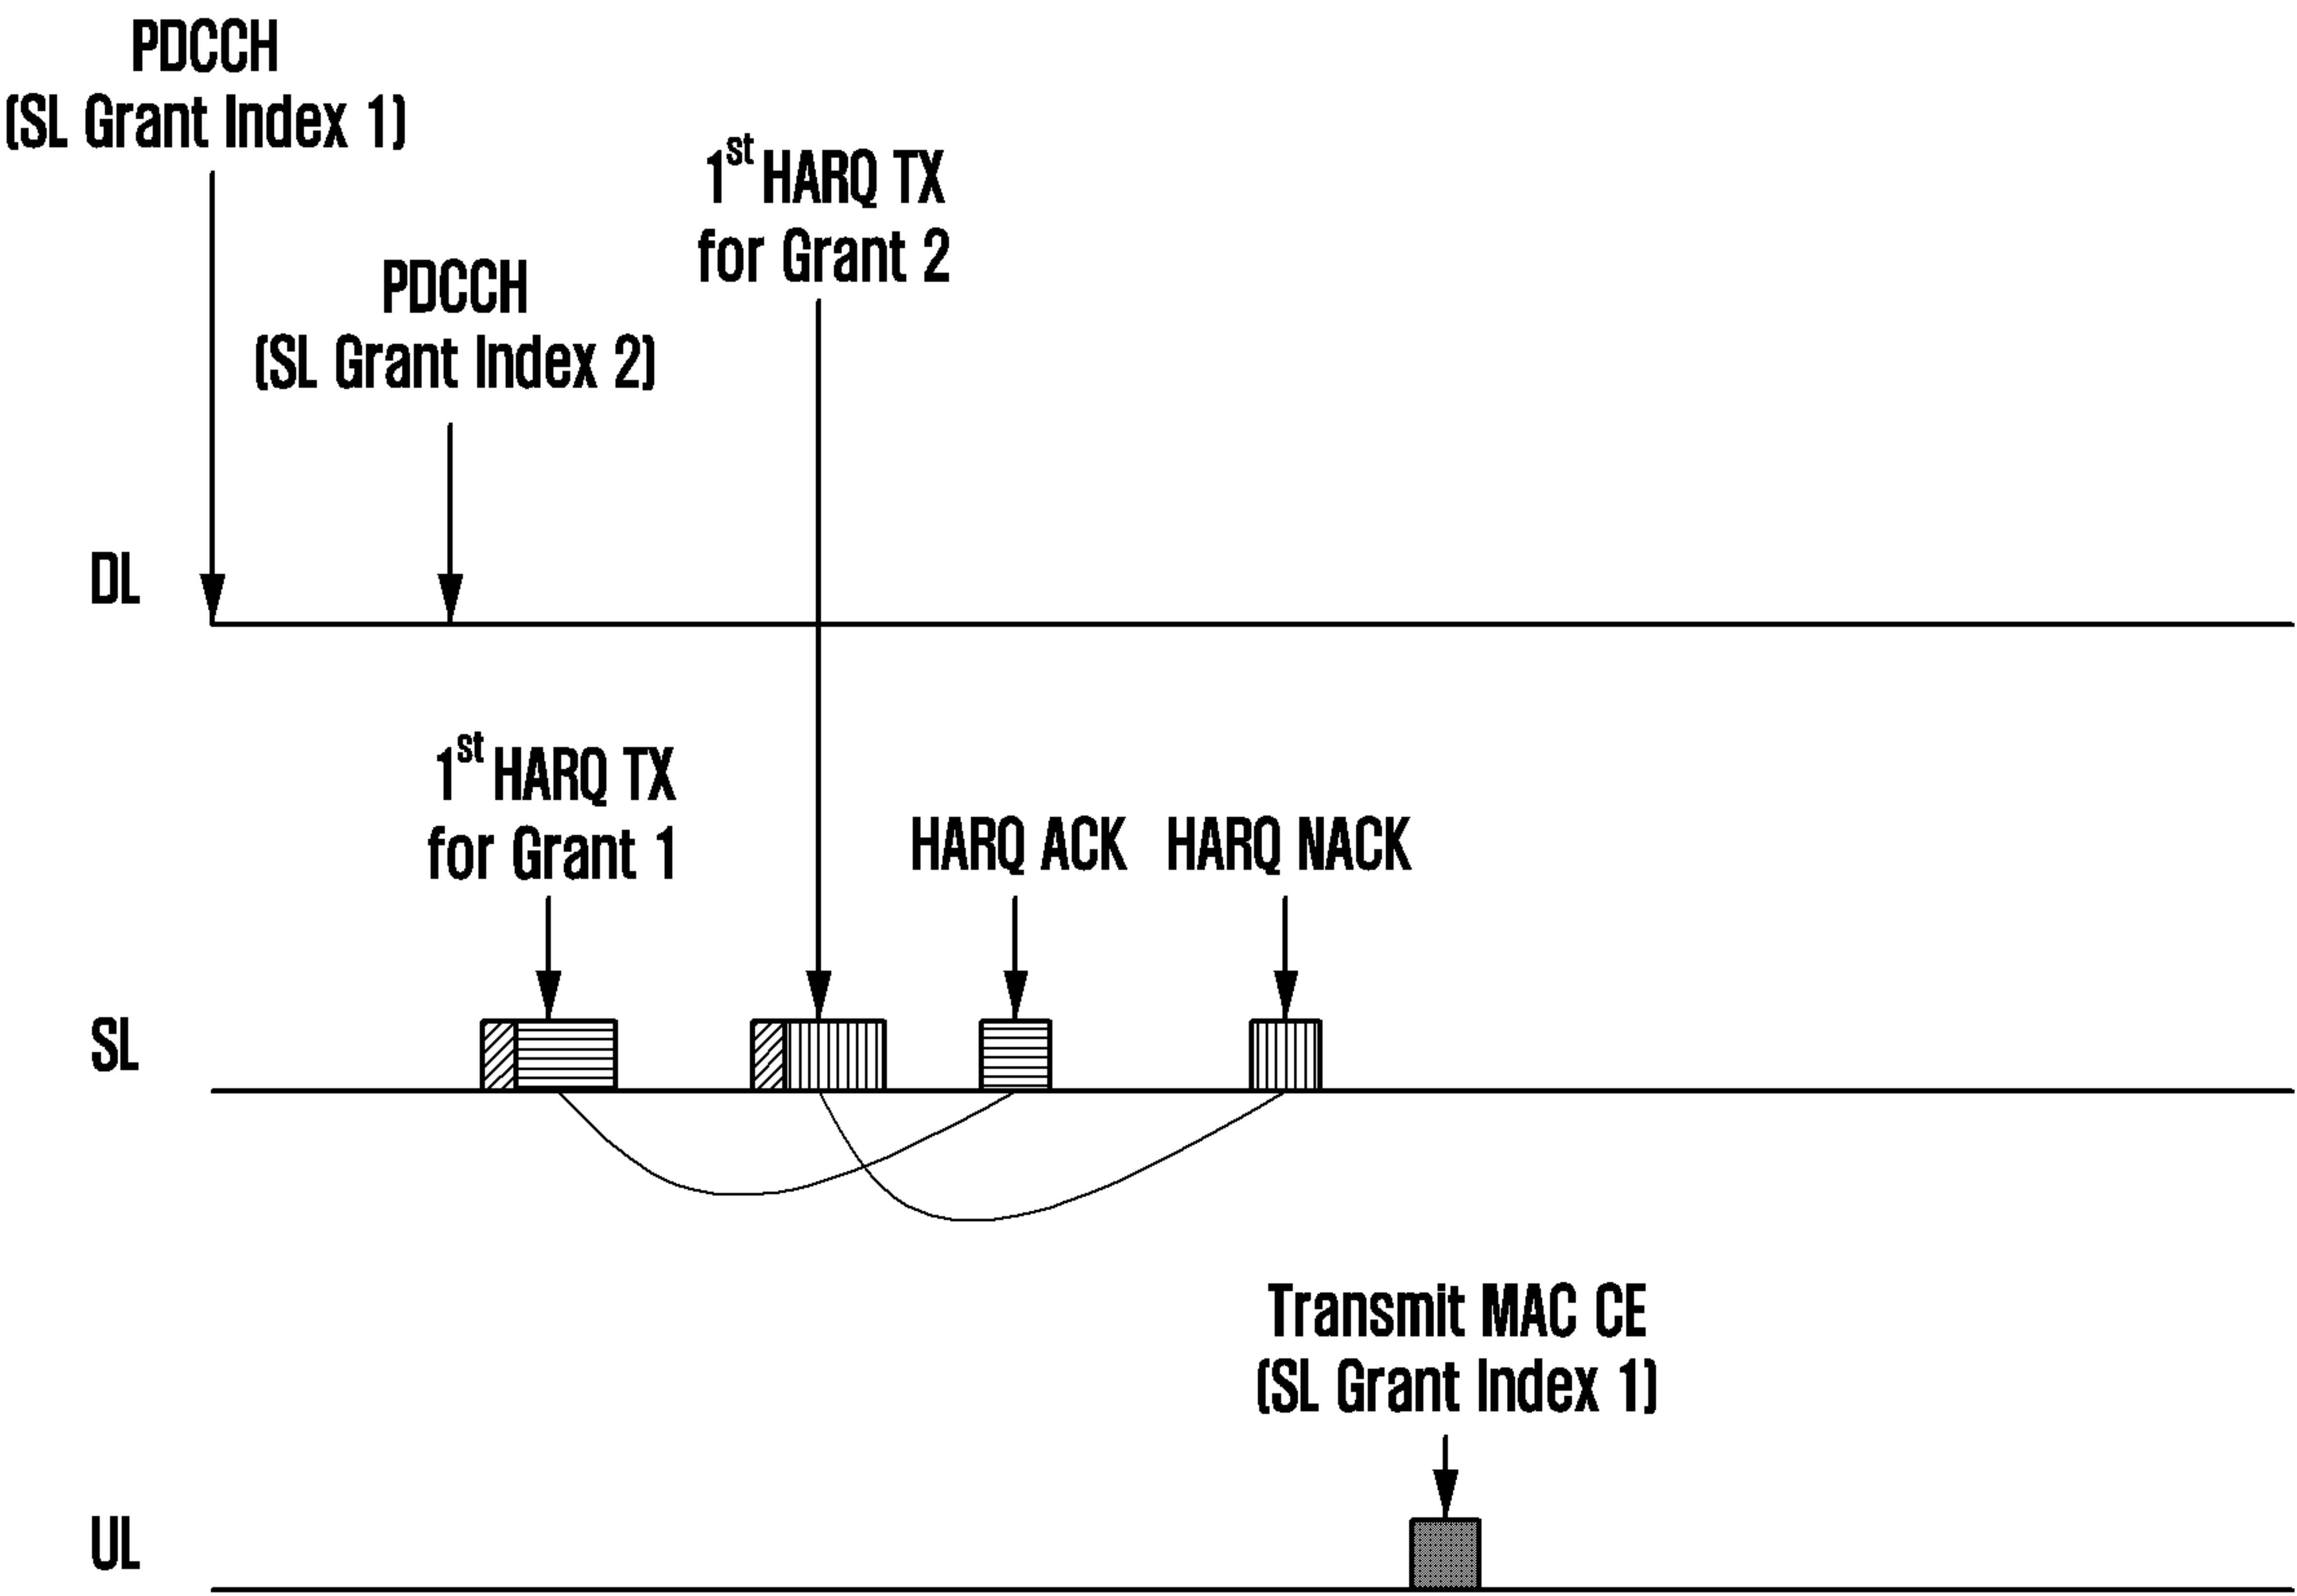 PDCCH
(SL Grant Index 1)
1st HARQ TX
for Grant 2
PDCCH
(SL Grant Index 2)
DL
1st HARQ TX
for Grant 1
HARQ ACK
HARQ NACK
SL
Transmit MAC CE
(SL Grant Index 1)
UL